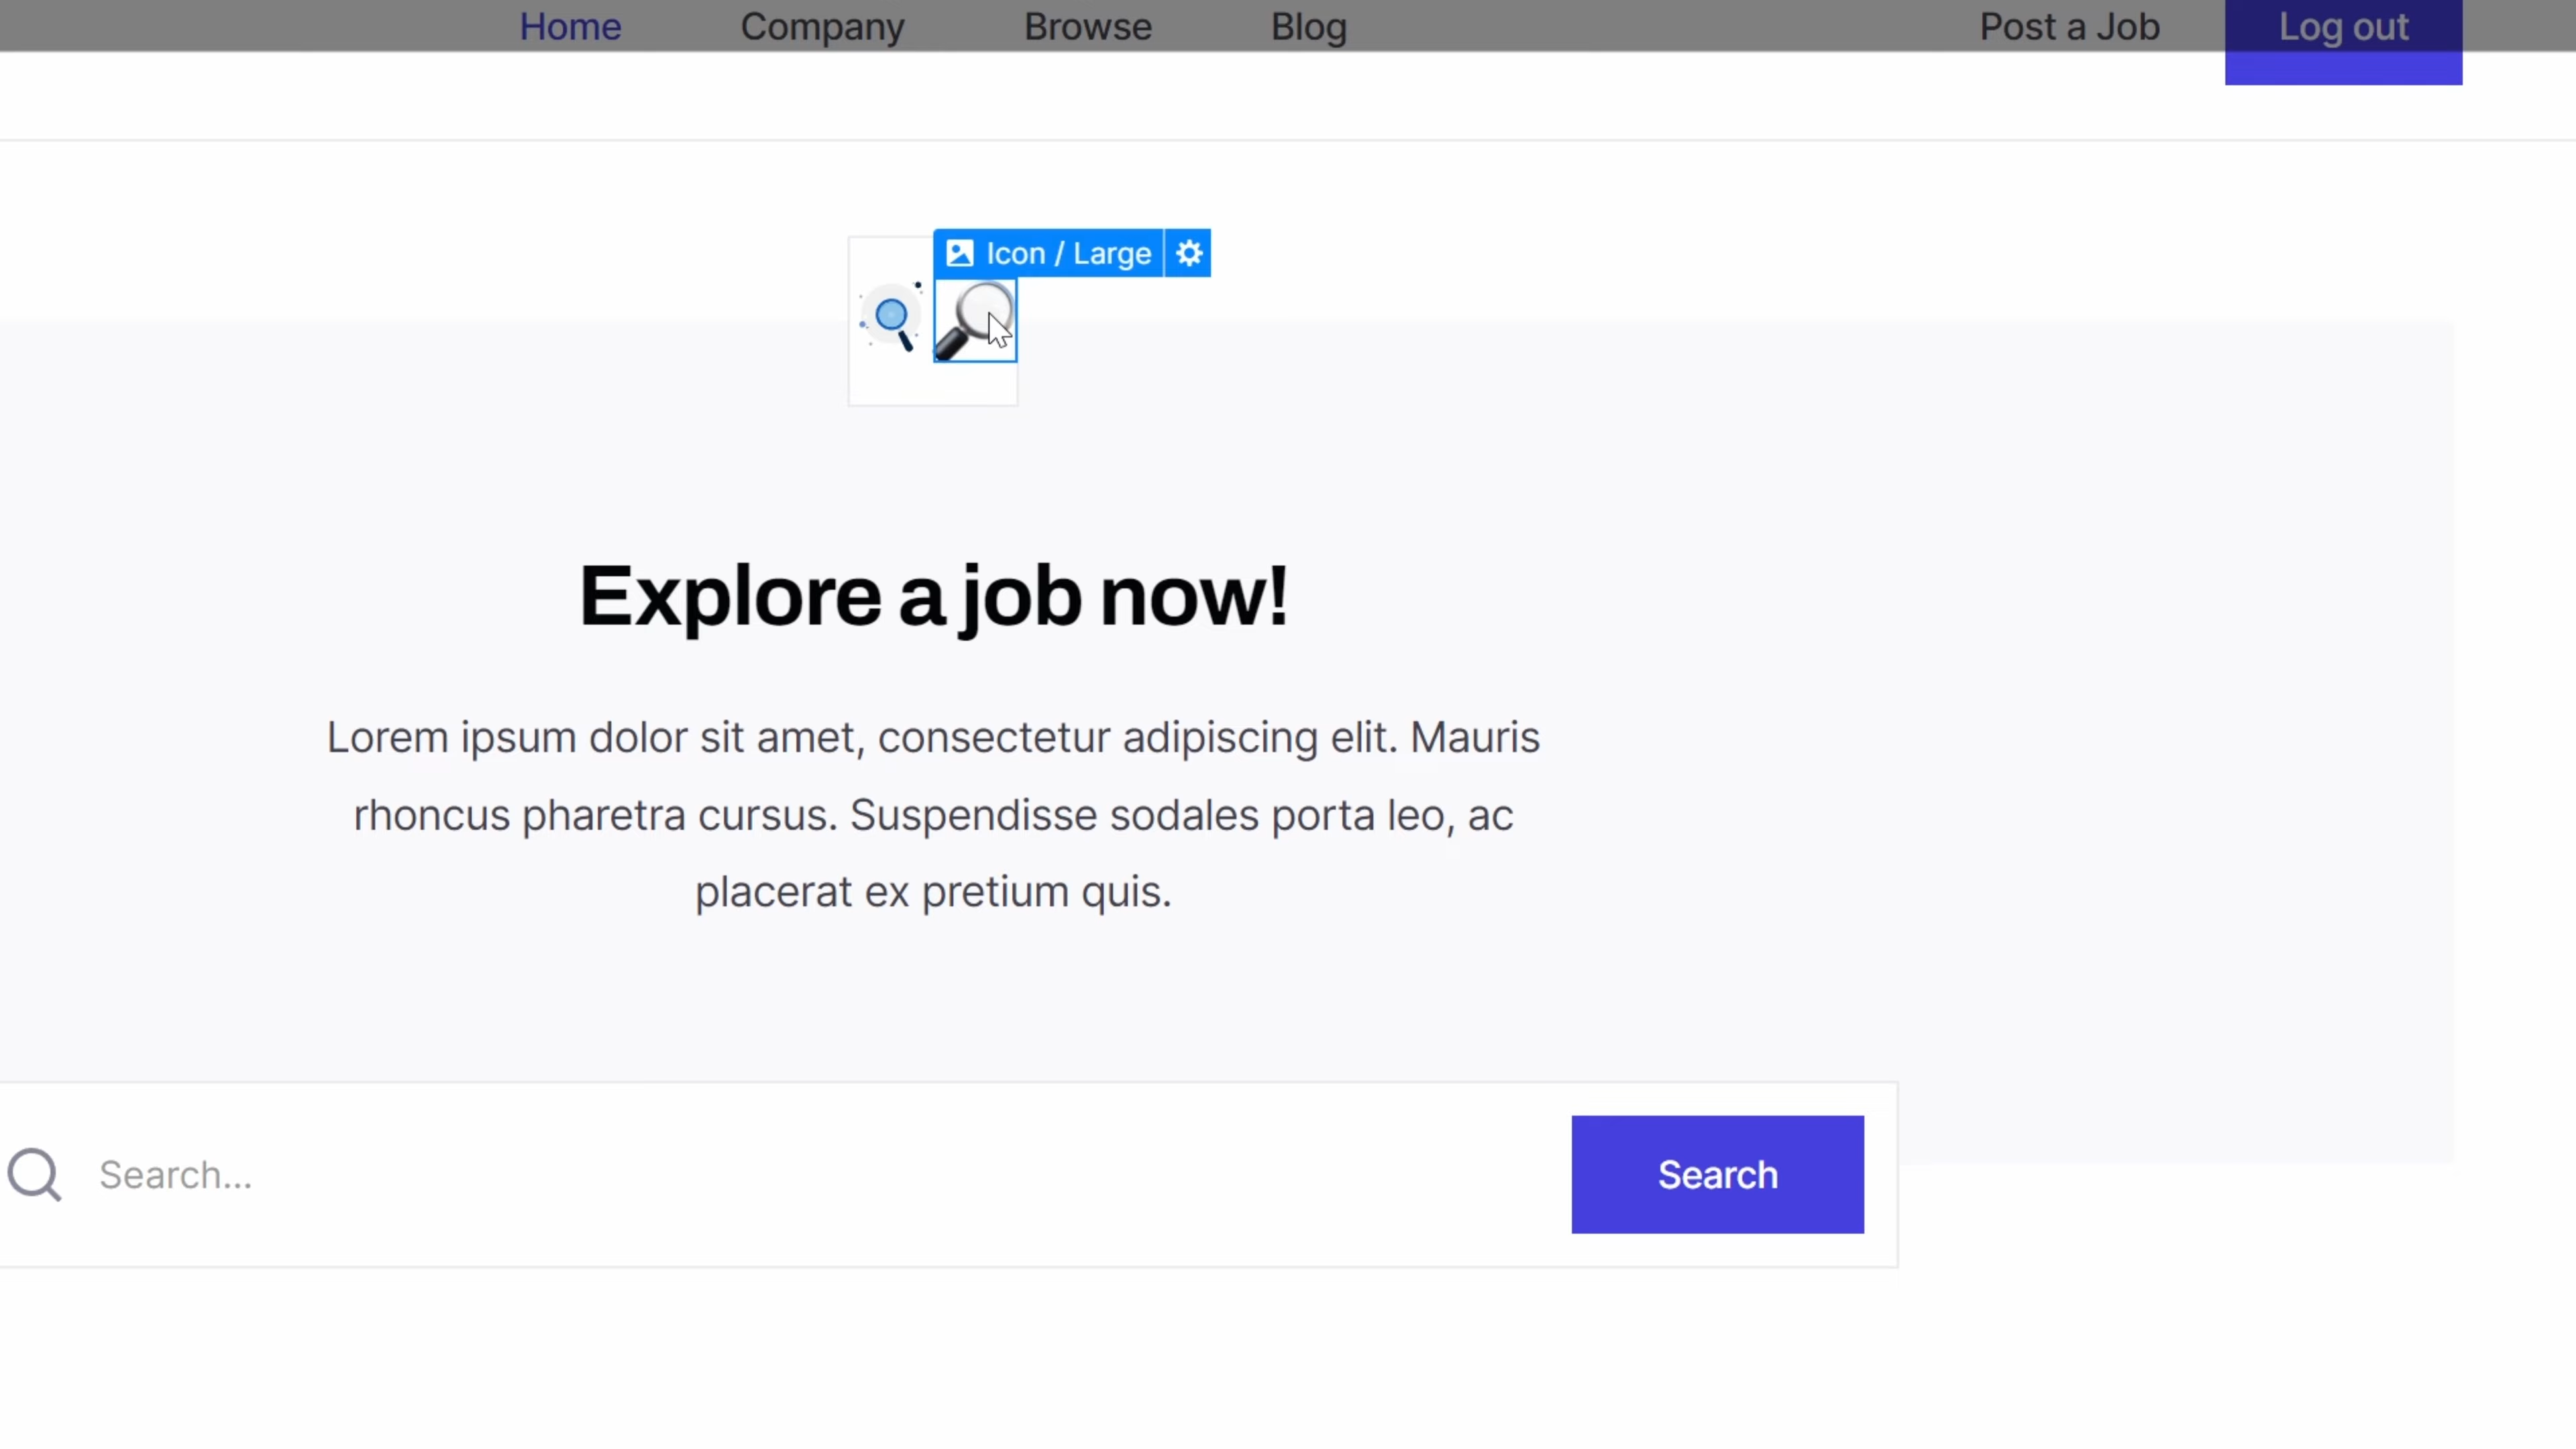 Home Company Browse Blog Post a Job Log out
Icon / Large
Explore a job now!
Lorem ipsum dolor sit amet, consectetur adipiscing elit. Mauris
rhoncus pharetra cursus. Suspendisse sodales porta leo, ac
placerat ex pretium quis.
Search...
Search